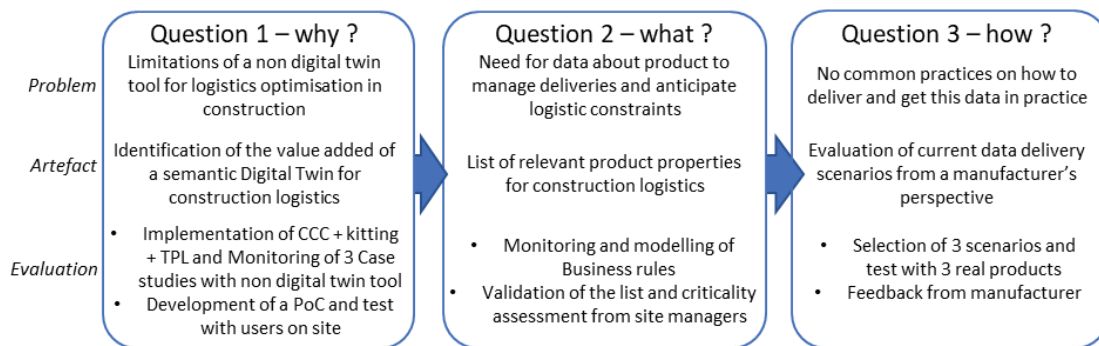 Question 1 – why ?
Problem
Limitations of a non digital twin
tool for logistics optimisation in
construction
Artefact
Identification of the value added of
a semantic Digital Twin for
construction logistics
Evaluation
• Implementation of CCC + kitting
+ TPL and Monitoring of 3 Case
studies with non digital twin tool
• Development of a PoC and test
with users on site
Question 2 – what ?
Need for data about product to
manage deliveries and anticipate
logistic constraints
List of relevant product properties
for construction logistics
• Monitoring and modelling of
Business rules
• Validation of the list and criticality
assessment from site managers
Question 3 – how ?
No common practices on how to
deliver and get this data in practice
Evaluation of current data delivery
scenarios from a manufacturer’s
perspective
• Selection of 3 scenarios and
test with 3 real products
• Feedback from manufacturer